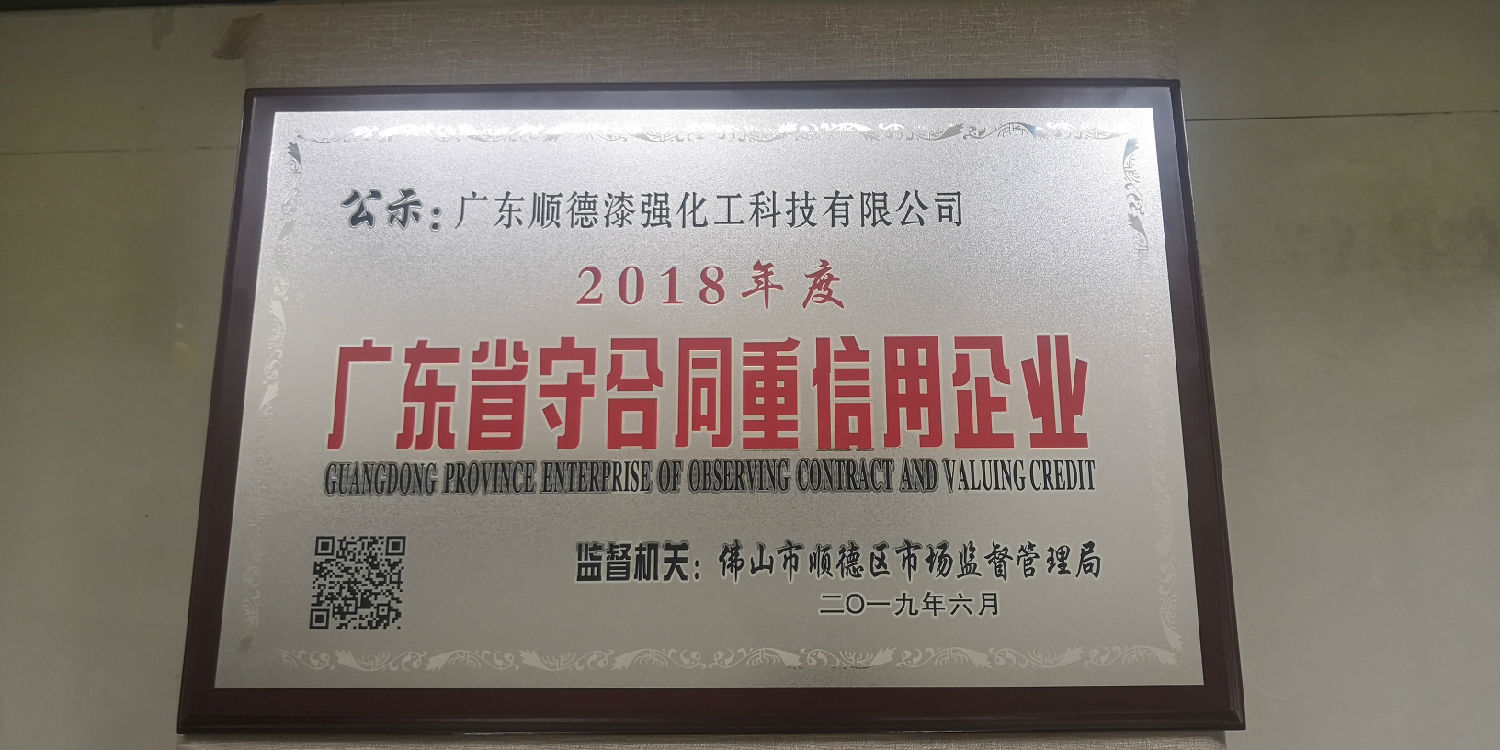 公示：广东顺德漆强化工科技有限公司
2018年度
广东省守合同重信用企业
GUANGDONG PROVINCE ENTERPRISE OF OBSERVING CONTRACT AND VALUING CREDIT
监督机关：佛山市顺德区市场监督管理局
二〇一九年六月